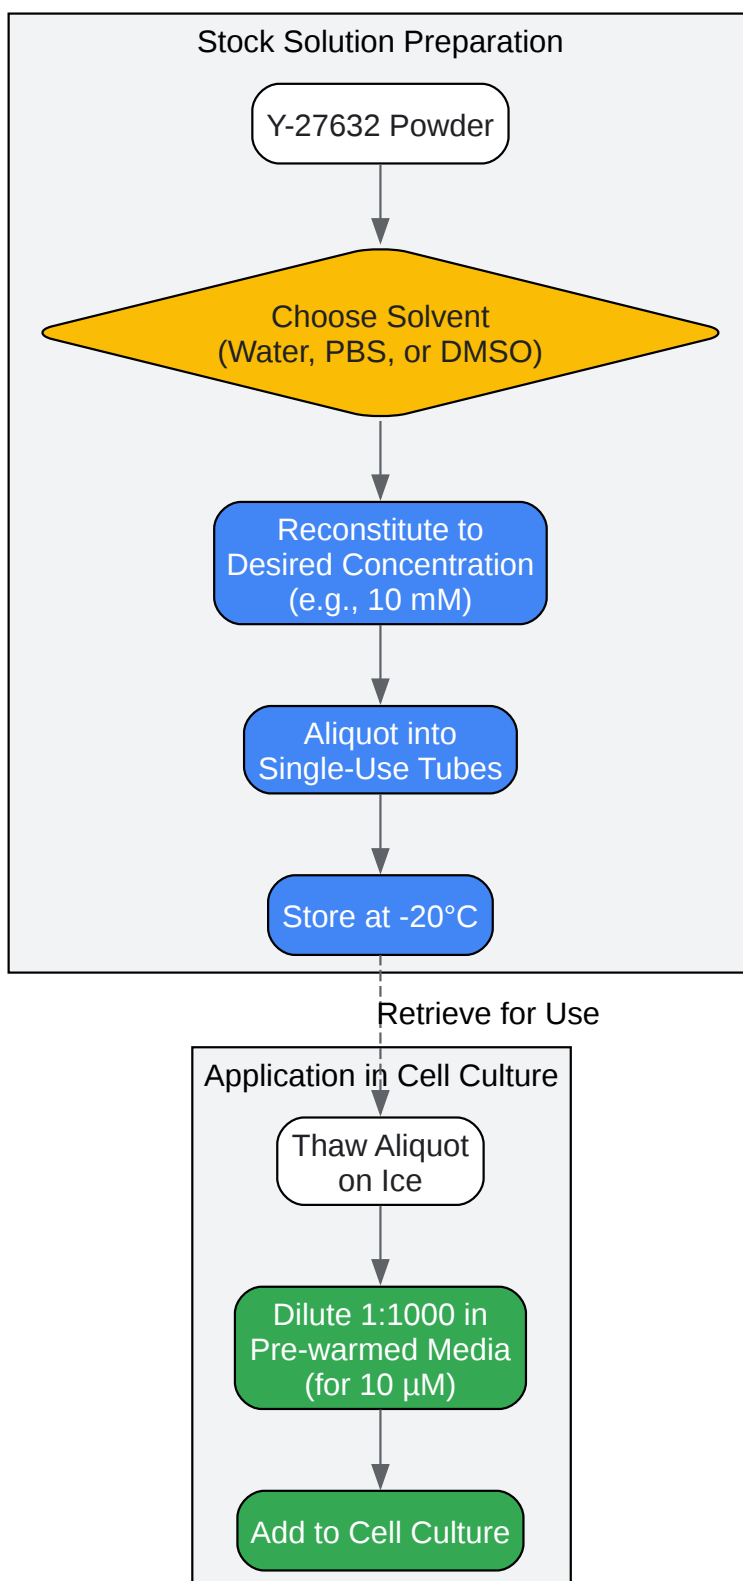 Stock Solution Preparation
Y-27632 Powder
Choose Solvent
(Water, PBS, or DMSO)
Reconstitute to
Desired Concentration
(e.g., 10 mM)
Aliquot into
Single-Use Tubes
Store at -20°C
Retrieve for Use
Application in Cell Culture
Thaw Aliquot
on Ice
Dilute 1:1000 in
Pre-warmed Media
(for 10 µM)
Add to Cell Culture